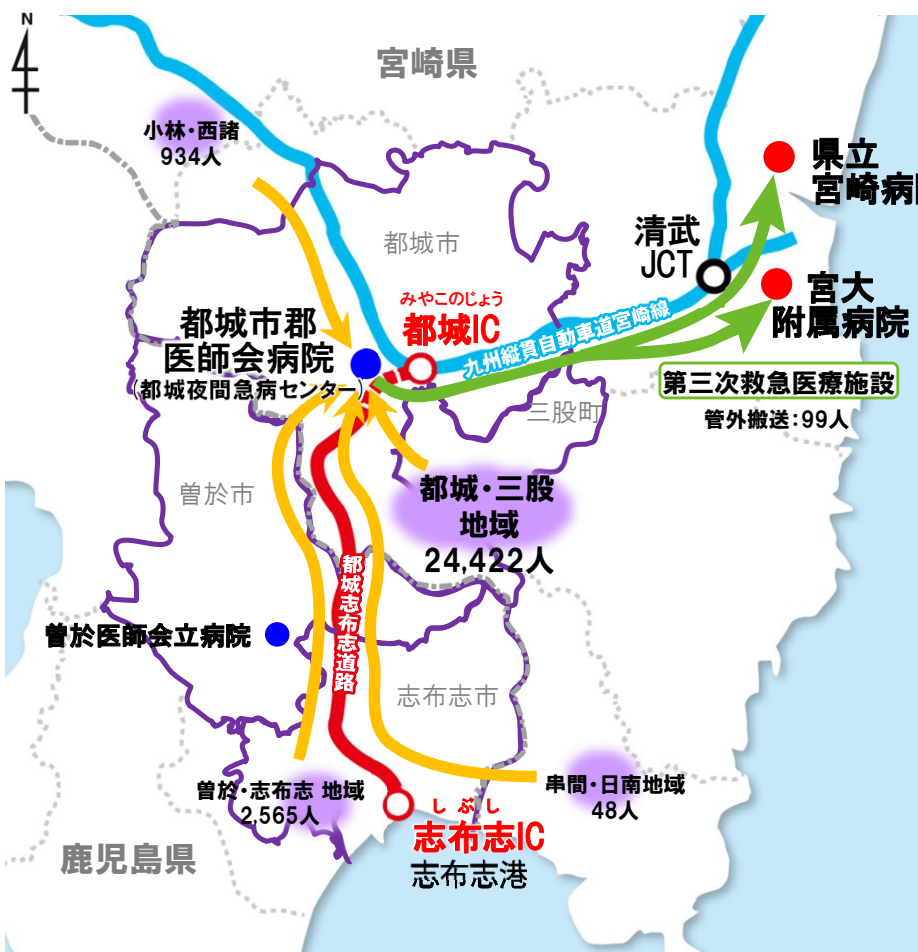 N
宮崎県
小林・西諸
934人
県立
宮崎病院
都城市
清武
JCT
みやこのじょう
都城IC
宮大
附属病院
都城市郡
医師会病院
(都城夜間急病センター)
九州縦貫自動車道宮崎線
第三次救急医療施設
管外搬送:99人
三股町
曽於市
都城・三股
地域
24,422人
都城志布志道路
曽於医師会立病院
志布志市
曽於・志布志 地域
2,565人
串間・日南地域
48人
しぶし
志布志IC
志布志港
鹿児島県